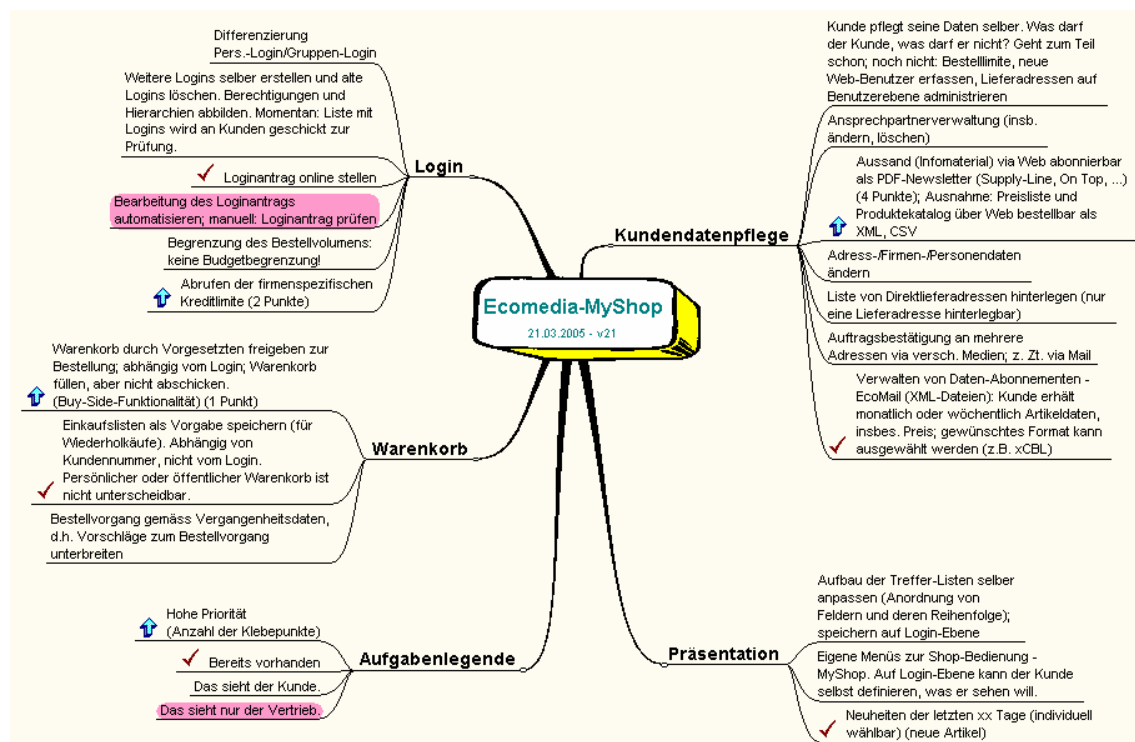 Ecomedia-MyShop
21.03.2005 - v21
Login
Differenzierung
Pers.-Login/Gruppen-Login
Weitere Logins selber erstellen und alte
Logins löschen. Berechtigungen und
Hierarchien abbilden. Momentan: Liste mit
Logins wird an Kunden geschickt zur
Prüfung.
Loginantrag online stellen
Bearbeitung des Loginantrags
automatisieren; manuell: Loginantrag prüfen
Begrenzung des Bestellvolumens:
keine Budgetbegrenzung!
Abrufen der firmenspezifischen
Kreditlimite (2 Punkte)
Warenkorb
Warenkorb durch Vorgesetzten freigeben zur
Bestellung; abhängig vom Login; Warenkorb
füllen, aber nicht abschicken.
(Buy-Side-Funktionalität) (1 Punkt)
Einkaufslisten als Vorgabe speichern (für
Wiederholkäufe). Abhängig von
Kundennummer, nicht vom Login.
Persönlicher oder öffentlicher Warenkorb ist
nicht unterscheidbar.
Bestellvorgang gemäss Vergangenheitsdaten,
d.h. Vorschläge zum Bestellvorgang
unterbreiten
Aufgabenlegende
Hohe Priorität
(Anzahl der Klebepunkte)
Bereits vorhanden
Das sieht der Kunde.
Das sieht nur der Vertrieb.
Kundendatenpflege
Kunde pflegt seine Daten selber. Was darf
der Kunde, was darf er nicht? Geht zum Teil
schon; noch nicht: Bestelllimite, neue
Web-Benutzer erfassen, Lieferadressen auf
Benutzerebene administrieren
Ansprechpartnerverwaltung (insb.
ändern, löschen)
Aussand (Infomaterial) via Web abonnierbar
als PDF-Newsletter (Supply-Line, On Top, ...)
(4 Punkte); Ausnahme: Preisliste und
Produktekatalog über Web bestellbar als
XML, CSV
Adress-/Firmen-/Personendaten
ändern
Liste von Direktlieferadressen hinterlegen (nur
eine Lieferadresse hinterlegbar)
Auftragsbestätigung an mehrere
Adressen via versch. Medien; z. Zt. via Mail
Verwalten von Daten-Abonnementen -
EcoMail (XML-Dateien): Kunde erhält
monatlich oder wöchentlich Artikeldaten,
insbes. Preis; gewünschtes Format kann
ausgewählt werden (z.B. xCBL)
Präsentation
Aufbau der Treffer-Listen selber
anpassen (Anordnung von
Feldern und deren Reihenfolge);
speichern auf Login-Ebene
Eigene Menüs zur Shop-Bedienung -
MyShop. Auf Login-Ebene kann der Kunde
selbst definieren, was er sehen will.
Neuheiten der letzten xx Tage (individuell
wählbar) (neue Artikel)